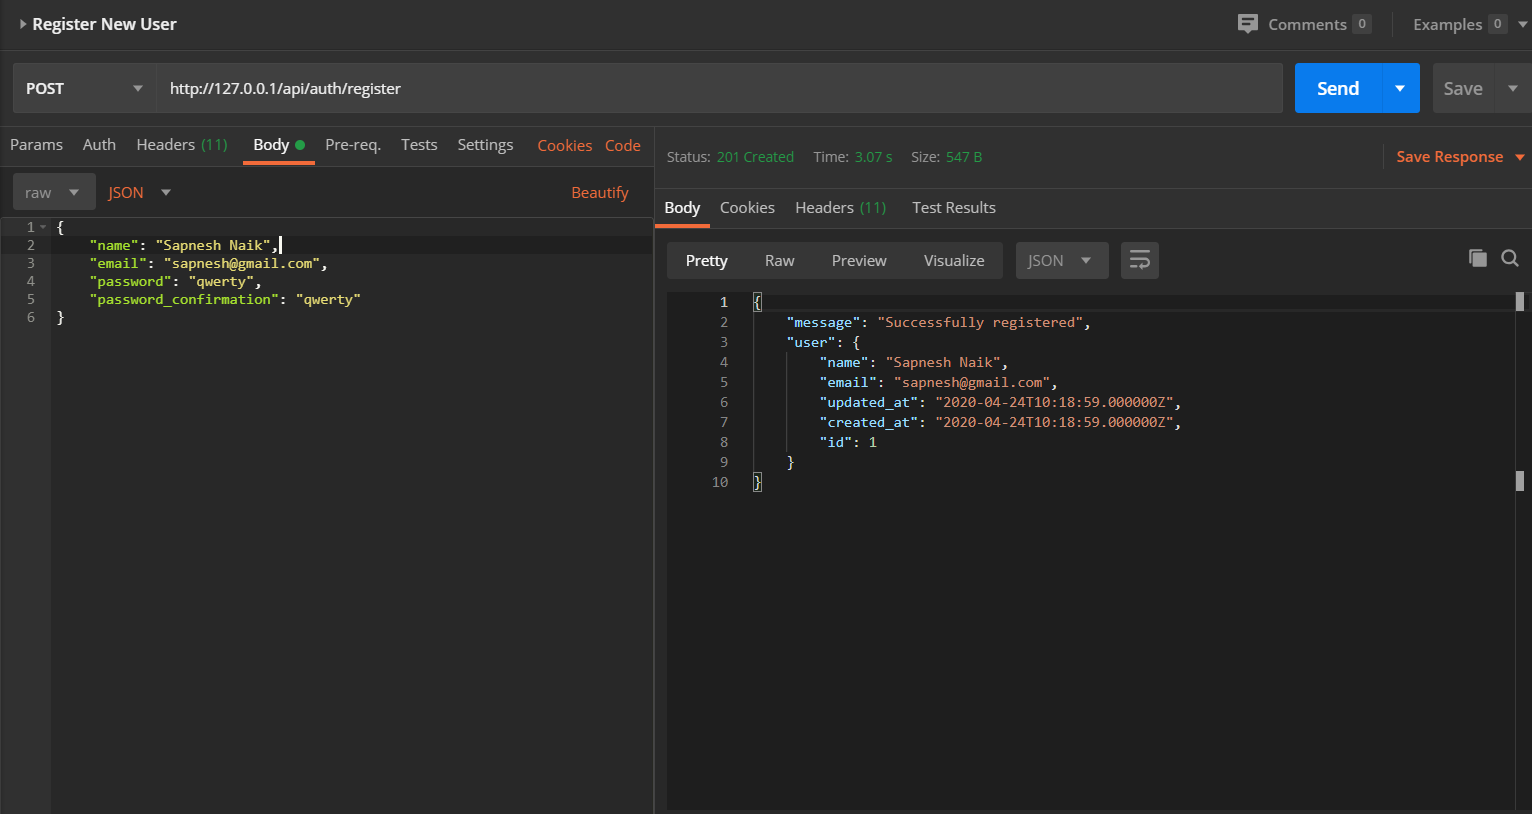 Register New User
Comments 0 Examples 0
POST http://127.0.0.1/api/auth/register Send Save
Params Auth Headers (11) Body Pre-req. Tests Settings Cookies Code
raw JSON Beautify
1 {
2 "name": "Sapnesh Naik",
3 "email": "sapnesh@gmail.com",
4 "password": "qwerty",
5 "password_confirmation": "qwerty"
6 }
Status: 201 Created Time: 3.07 s Size: 547 B Save Response
Body Cookies Headers (11) Test Results
Pretty Raw Preview Visualize JSON
1 {
2 "message": "Successfully registered",
3 "user": {
4 "name": "Sapnesh Naik",
5 "email": "sapnesh@gmail.com",
6 "updated_at": "2020-04-24T10:18:59.000000Z",
7 "created_at": "2020-04-24T10:18:59.000000Z",
8 "id": 1
9 }
10 }